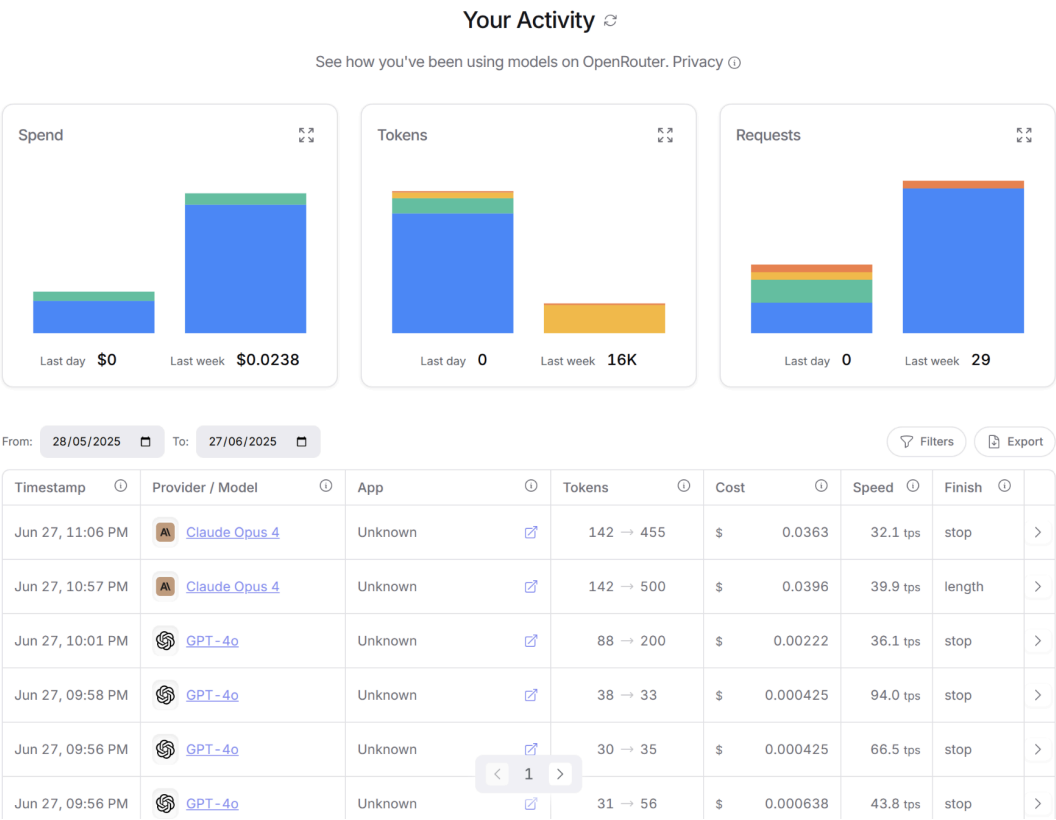 Your Activity
See how you've been using models on OpenRouter. Privacy
Spend
Tokens
Requests
Last day $0 Last week $0.0238
Last day 0 Last week 16K
Last day 0 Last week 29
From: 28/05/2025 To: 27/06/2025 Filters Export
Timestamp Provider / Model App Tokens Cost Speed Finish
Jun 27, 11:06 PM Claude Opus 4 Unknown 142 → 455 $ 0.0363 32.1 tps stop
Jun 27, 10:57 PM Claude Opus 4 Unknown 142 → 500 $ 0.0396 39.9 tps length
Jun 27, 10:01 PM GPT-4o Unknown 88 → 200 $ 0.00222 36.1 tps stop
Jun 27, 09:58 PM GPT-4o Unknown 38 → 33 $ 0.000425 94.0 tps stop
Jun 27, 09:56 PM GPT-4o Unknown 30 → 35 $ 0.000425 66.5 tps stop
1
Jun 27, 09:56 PM GPT-4o Unknown 31 → 56 $ 0.000638 43.8 tps stop